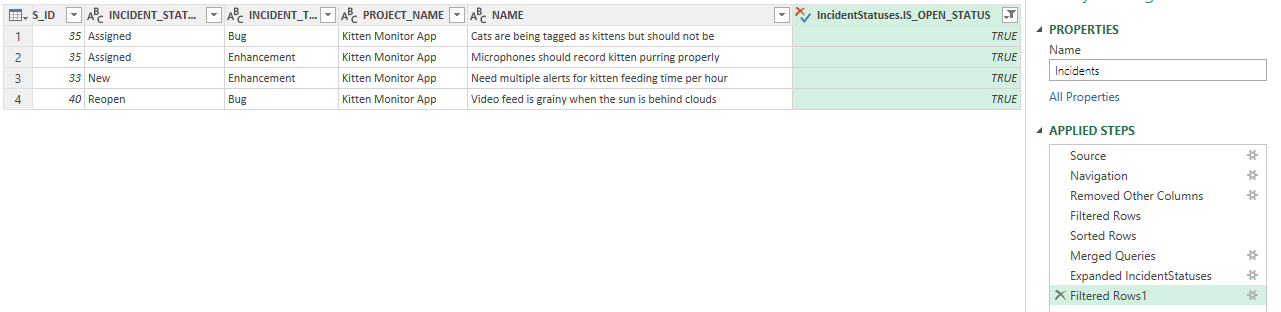 S_ID INCIDENT_STAT... INCIDENT_T... PROJECT_NAME NAME IncidentStatuses.IS_OPEN_STATUS
1 35 Assigned Bug Kitten Monitor App Cats are being tagged as kittens but should not be TRUE
2 35 Assigned Enhancement Kitten Monitor App Microphones should record kitten purring properly TRUE
3 33 New Enhancement Kitten Monitor App Need multiple alerts for kitten feeding time per hour TRUE
4 40 Reopen Bug Kitten Monitor App Video feed is grainy when the sun is behind clouds TRUE
PROPERTIES
Name
Incidents
All Properties
APPLIED STEPS
Source
Navigation
Removed Other Columns
Filtered Rows
Sorted Rows
Merged Queries
Expanded IncidentStatuses
Filtered Rows1